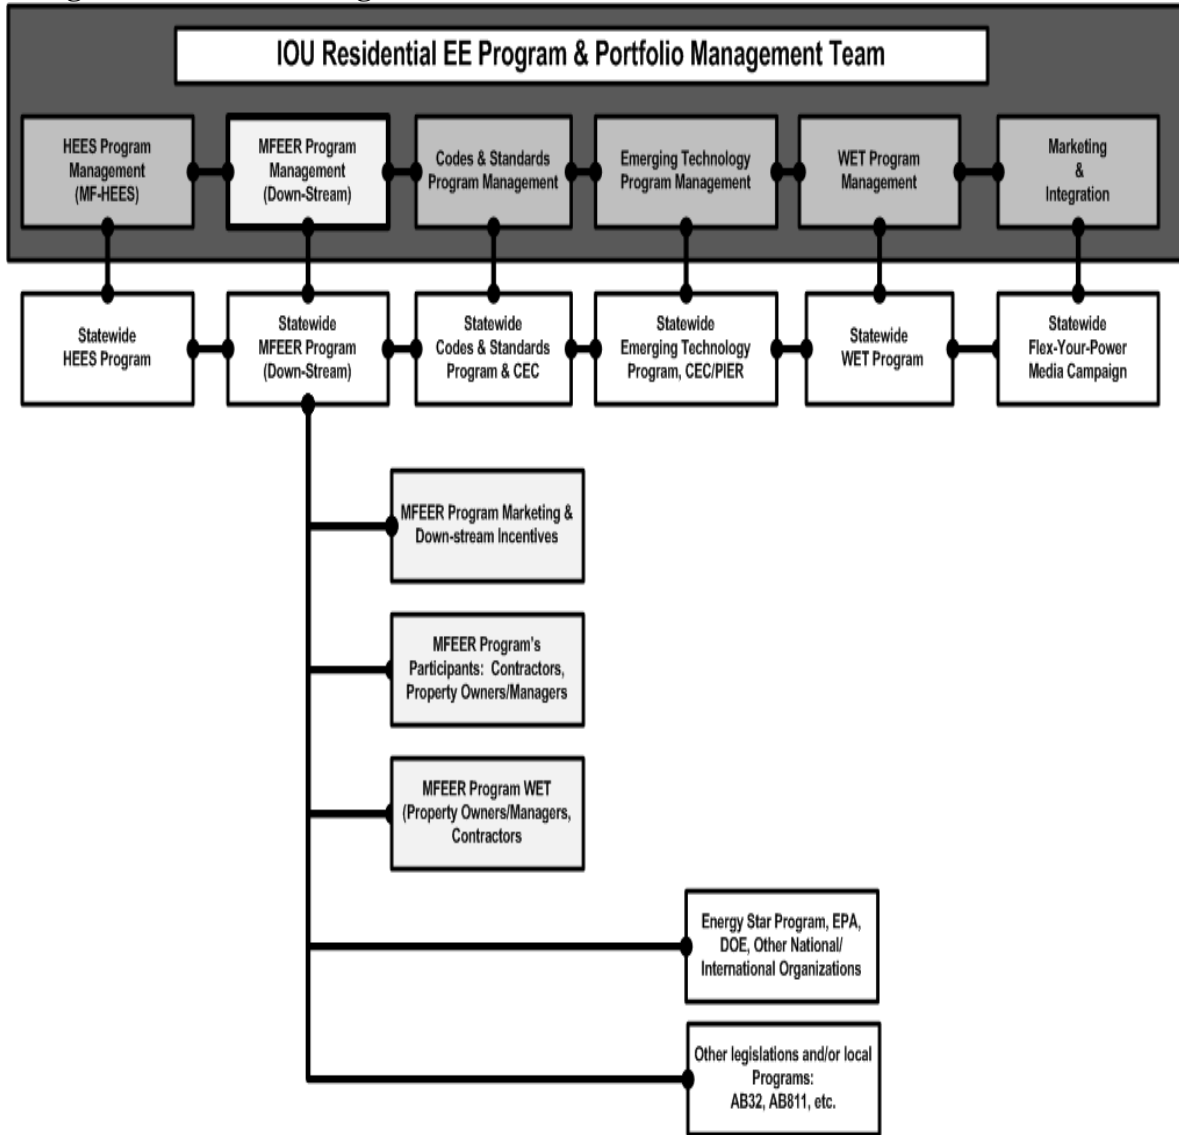 IOU Residential EE Program & Portfolio Management Team
HEES Program
Management
(MF-HEES)
MFEER Program
Management
(Down-Stream)
Codes & Standards
Program Management
Emerging Technology
Program Management
WET Program
Management
Marketing
&
Integration
Statewide
HEES Program
Statewide
MFEER Program
(Down-Stream)
Statewide
Codes & Standards
Program & CEC
Statewide
Emerging Technology
Program, CEC/PIER
Statewide
WET Program
Statewide
Flex-Your-Power
Media Campaign
MFEER Program Marketing &
Down-stream Incentives
MFEER Program's
Participants: Contractors,
Property Owners/Managers
MFEER Program WET
(Property Owners/Managers,
Contractors
Energy Star Program, EPA,
DOE, Other National/
International Organizations
Other legislations and/or local
Programs:
AB32, AB811, etc.